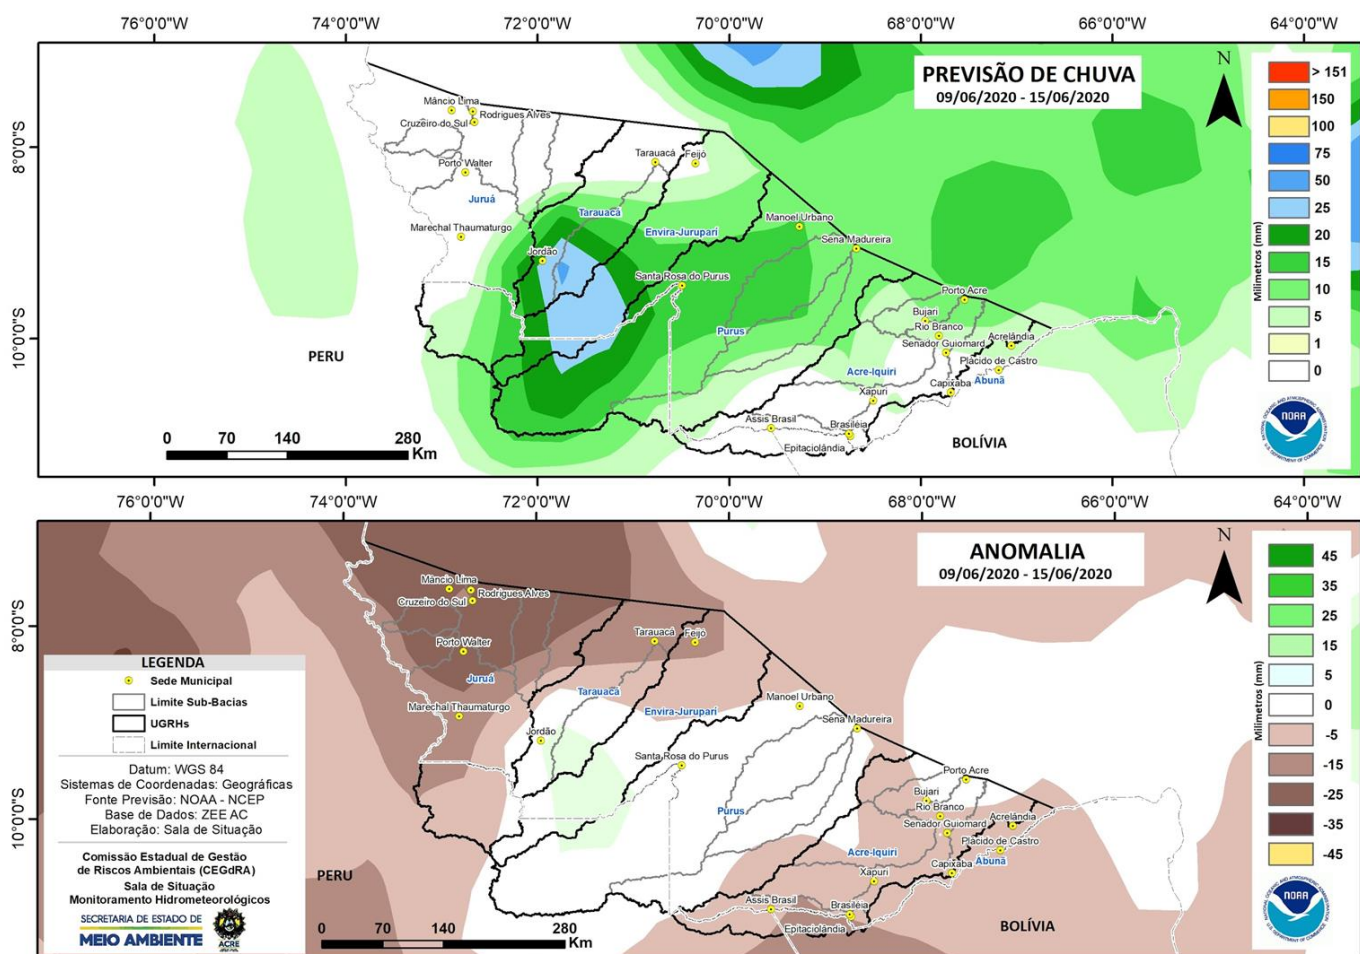 76°0'0"W 74°0'0"W 72°0'0"W 70°0'0"W 68°0'0"W 66°0'0"W 64°0'0"W
8°0'0"S
10°0'0"S
PREVISÃO DE CHUVA
09/06/2020 - 15/06/2020
N
Milimetros (mm)
> 151
150
100
75
50
25
20
15
10
5
1
0
Mâncio Lima
Rodrigues Alves
Cruzeiro do Sul
Tarauacá
Feijó
Porto Walter
Juruá
Tarauacá
Manoel Urbano
Marechal Thaumaturgo
Envira-Jurupari
Sena Madureira
Jordão
Santa Rosa do Purus
Porto Acre
Bujari
Purus
Rio Branco
Acrelândia
Senador Guiomard
PERU
Plácido de Castro
Acre-Iquiri
Abunã
Capixaba
Xapuri
Assis Brasil
Brasiléia
Epitaciolândia
BOLÍVIA
0 70 140 280
Km
NOAA
76°0'0"W 74°0'0"W 72°0'0"W 70°0'0"W 68°0'0"W 66°0'0"W 64°0'0"W
8°0'0"S
10°0'0"S
ANOMALIA
09/06/2020 - 15/06/2020
N
Milimetros (mm)
45
35
25
15
5
0
-5
-15
-25
-35
-45
Mâncio Lima
Rodrigues Alves
Cruzeiro do Sul
Tarauacá
Feijó
Porto Walter
Juruá
Tarauacá
Manoel Urbano
Marechal Thaumaturgo
Envira-Jurupari
Sena Madureira
Jordão
Santa Rosa do Purus
Porto Acre
Bujari
Purus
Rio Branco
Acrelândia
Senador Guiomard
Plácido de Castro
Acre-Iquiri
Abunã
Capixaba
PERU
Xapuri
Assis Brasil
Brasiléia
Epitaciolândia
BOLÍVIA
0 70 140 280
Km
LEGENDA
Sede Municipal
Limite Sub-Bacias
UGRHs
Limite Internacional
Datum: WGS 84
Sistemas de Coordenadas: Geográficas
Fonte Previsão: NOAA - NCEP
Base de Dados: ZEE AC
Elaboração: Sala de Situação
Comissão Estadual de Gestão
de Riscos Ambientais (CEGdRA)
Sala de Situação
Monitoramento Hidrometeorológicos
SECRETARIA DE ESTADO DE
MEIO AMBIENTE
ACRE
NOAA